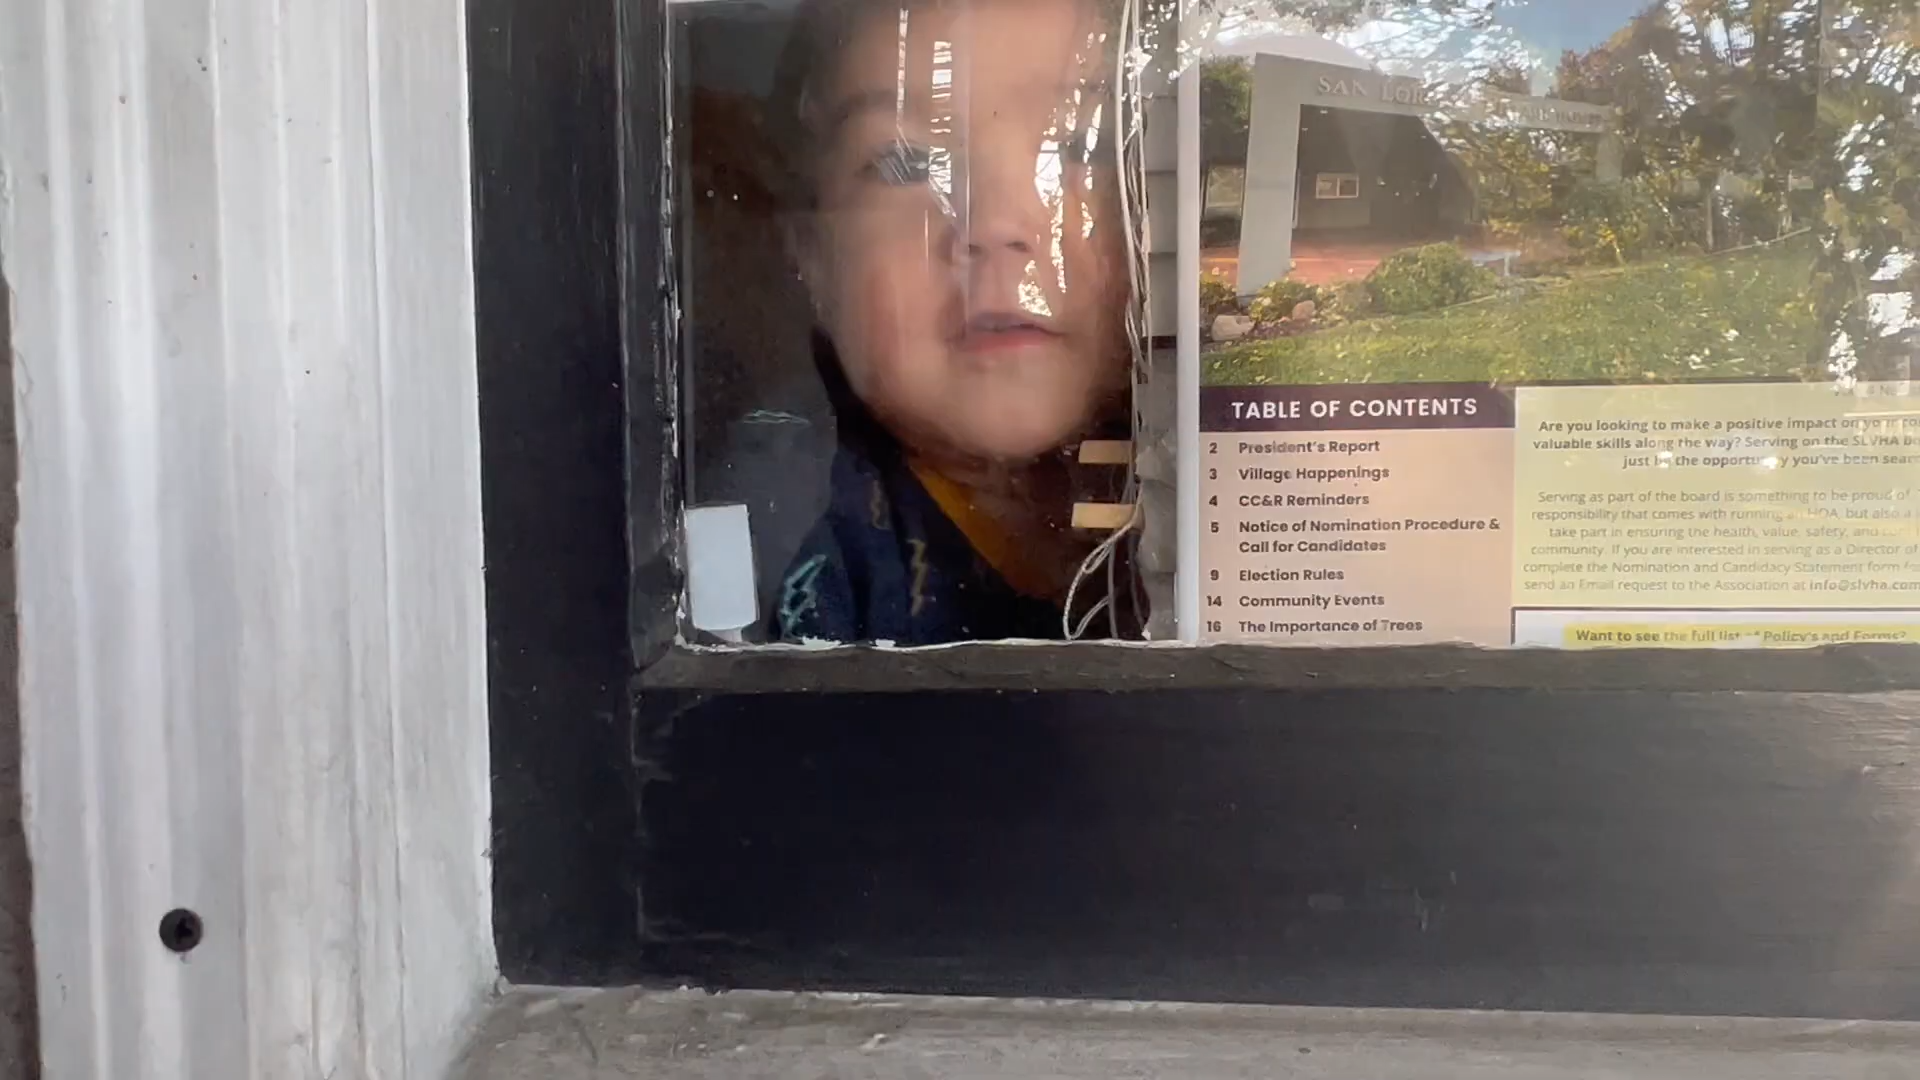 SAN LOR
TABLE OF CONTENTS
2 President's Report
3 Village Happenings
4 CC&R Reminders
5 Notice of Nomination Procedure &
Call for Candidates
9 Election Rules
14 Community Events
16 The Importance of Trees
Are you looking to make a positive impact on your
valuable skills along the way? Serving on the SLVHA
just be the opportunity you've been
Serving as part of the board is something to be proud of.
responsibility that comes with running an HOA, but also a
take part in ensuring the health, value, safety, and
community. If you are interested in serving as a Director of
complete the Nomination and Candidacy Statement form
send an Email request to the Association at info@slvha.com
Want to see the full list of Policy's and Forms?